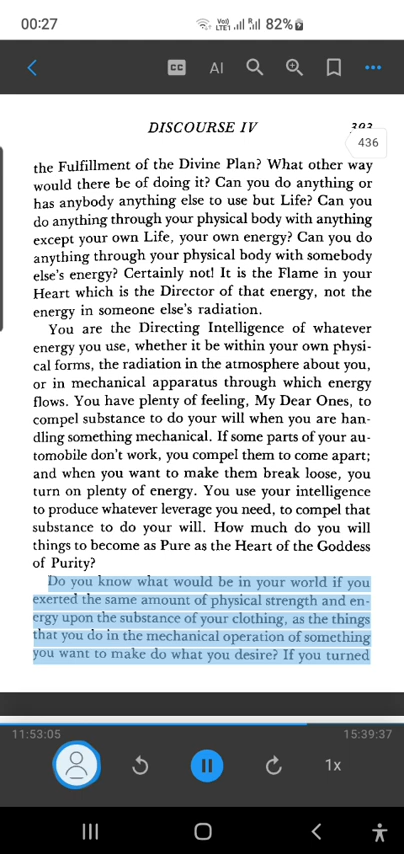 00:27
Vo) R
LTE1 82%
CC AI
DISCOURSE IV 393
436
the Fulfillment of the Divine Plan? What other way
would there be of doing it? Can you do anything or
has anybody anything else to use but Life? Can you
do anything through your physical body with anything
except your own Life, your own energy? Can you do
anything through your physical body with somebody
else's energy? Certainly not! It is the Flame in your
Heart which is the Director of that energy, not the
energy in someone else's radiation.
You are the Directing Intelligence of whatever
energy you use, whether it be within your own physi-
cal forms, the radiation in the atmosphere about you,
or in mechanical apparatus through which energy
flows. You have plenty of feeling, My Dear Ones, to
compel substance to do your will when you are han-
dling something mechanical. If some parts of your au-
tomobile don't work, you compel them to come apart;
and when you want to make them break loose, you
turn on plenty of energy. You use your intelligence
to produce whatever leverage you need, to compel that
substance to do your will. How much do you will
things to become as Pure as the Heart of the Goddess
of Purity?
Do you know what would be in your world if you
exerted the same amount of physical strength and en-
ergy upon the substance of your clothing, as the things
that you do in the mechanical operation of something
you want to make do what you desire? If you turned
11:53:05 15:39:37
1x